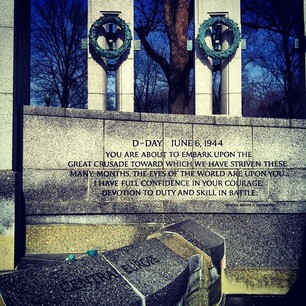 D-DAY JUNE 6, 1944
YOU ARE ABOUT TO EMBARK UPON THE
GREAT CRUSADE TOWARD WHICH WE HAVE STRIVEN THESE
MANY MONTHS. THE EYES OF THE WORLD ARE UPON YOU...
I HAVE FULL CONFIDENCE IN YOUR COURAGE,
DEVOTION TO DUTY AND SKILL IN BATTLE.
CENTRAL EUROPE